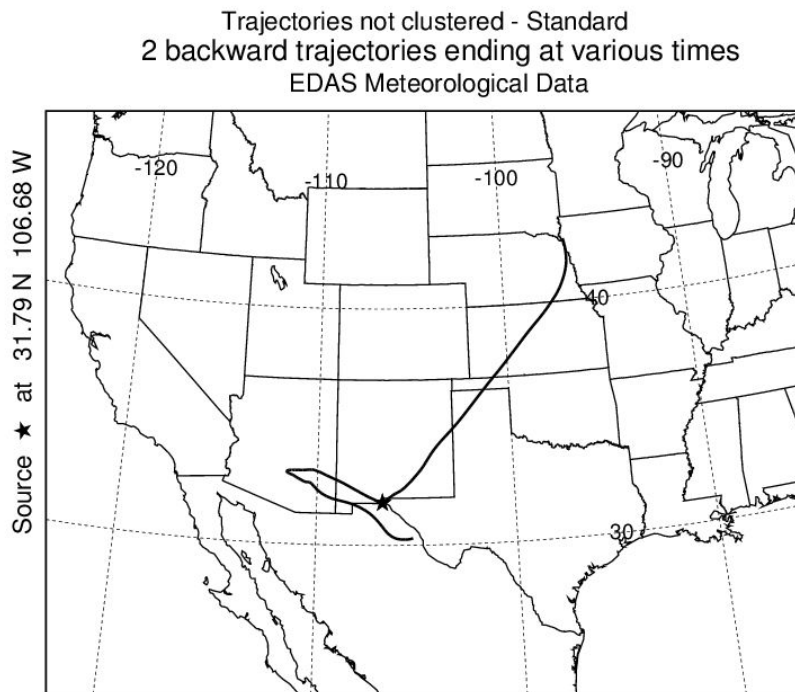 Trajectories not clustered - Standard
2 backward trajectories ending at various times
EDAS Meteorological Data
Source ★ at 31.79 N 106.68 W
-120
-110
-100
-90
40
30